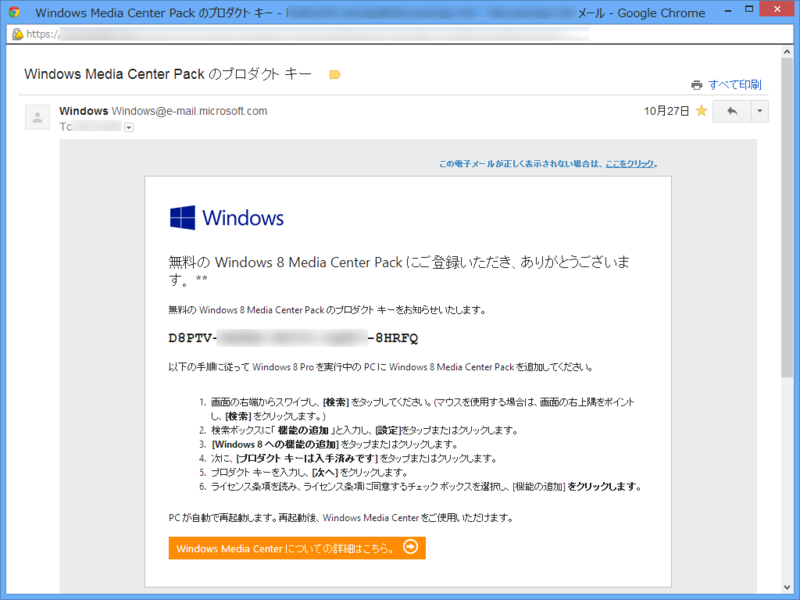 Windows Media Center Pack のプロダクト キー - メール - Google Chrome
https:/
Windows Media Center Pack のプロダクト キー
すべて印刷
Windows Windows@e-mail.microsoft.com
10月27日
To
この電子メールが正しく表示されない場合は、ここをクリック。
Windows
無料の Windows 8 Media Center Pack にご登録いただき、ありがとうございま
す。**
無料の Windows 8 Media Center Pack のプロダクト キーをお知らせいたします。
D8PTV- -8HRFQ
以下の手順に従って Windows 8 Pro を実行中の PC に Windows 8 Media Center Pack を追加してください。
1. 画面の右端からスワイプし、[検索] をタップしてください。(マウスを使用する場合は、画面の右上隅をポイント
し、[検索] をクリックします。)
2. 検索ボックスに「 機能の追加 」と入力し、[設定]をタップまたはクリックします。
3. [Windows 8 への機能の追加] をタップまたはクリックします。
4. 次に、[プロダクト キーは入手済みです] をタップまたはクリックします。
5. プロダクト キーを入力し、[次へ] をクリックします。
6. ライセンス条項を読み、ライセンス条項に同意するチェック ボックスを選択し、[機能の追加] をクリックします。
PC が自動で再起動します。再起動後、Windows Media Center をご使用いただけます。
Windows Media Center についての詳細はこちら。